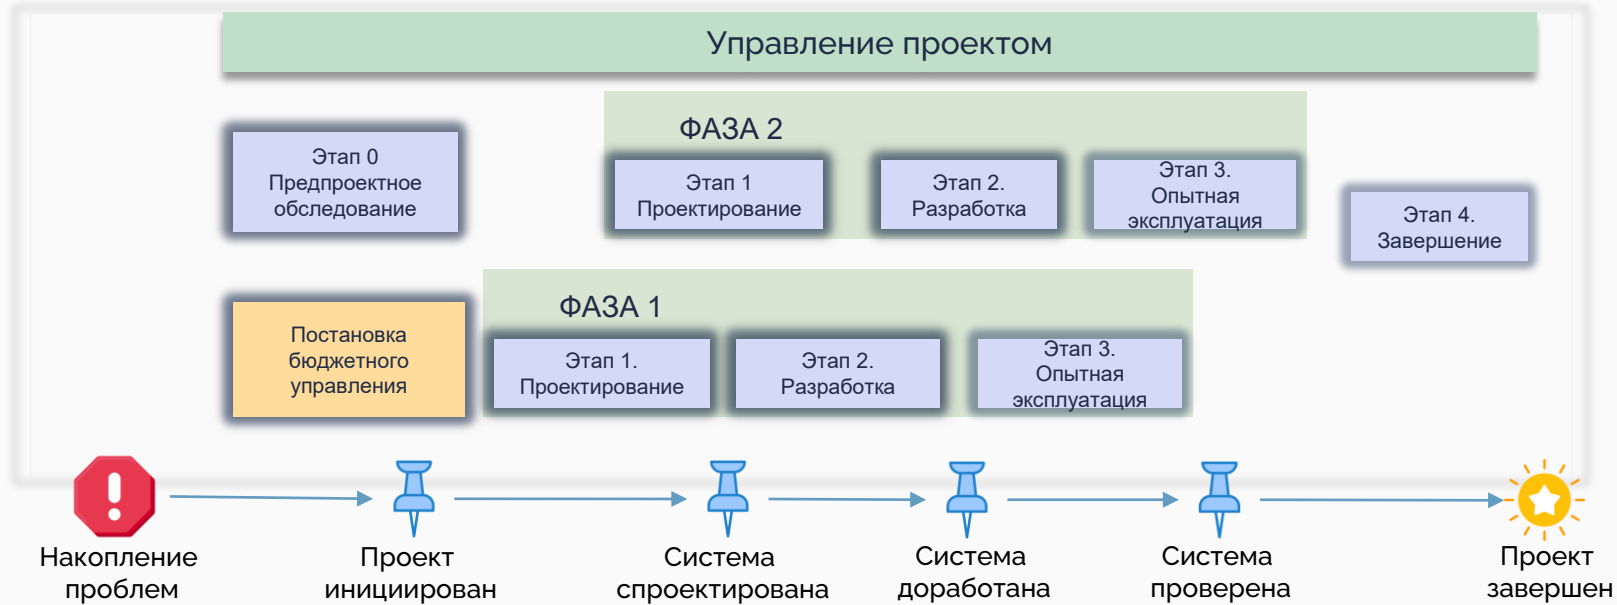 Управление проектом
ФАЗА 2
Этап 0
Предпроектное
обследование
Этап 1
Проектирование
Этап 2.
Разработка
Этап 3.
Опытная
эксплуатация
Этап 4.
Завершение
ФАЗА 1
Постановка
бюджетного
управления
Этап 1.
Проектирование
Этап 2.
Разработка
Этап 3.
Опытная
эксплуатация
Накопление
проблем
Проект
инициирован
Система
спроектирована
Система
доработана
Система
проверена
Проект
завершен